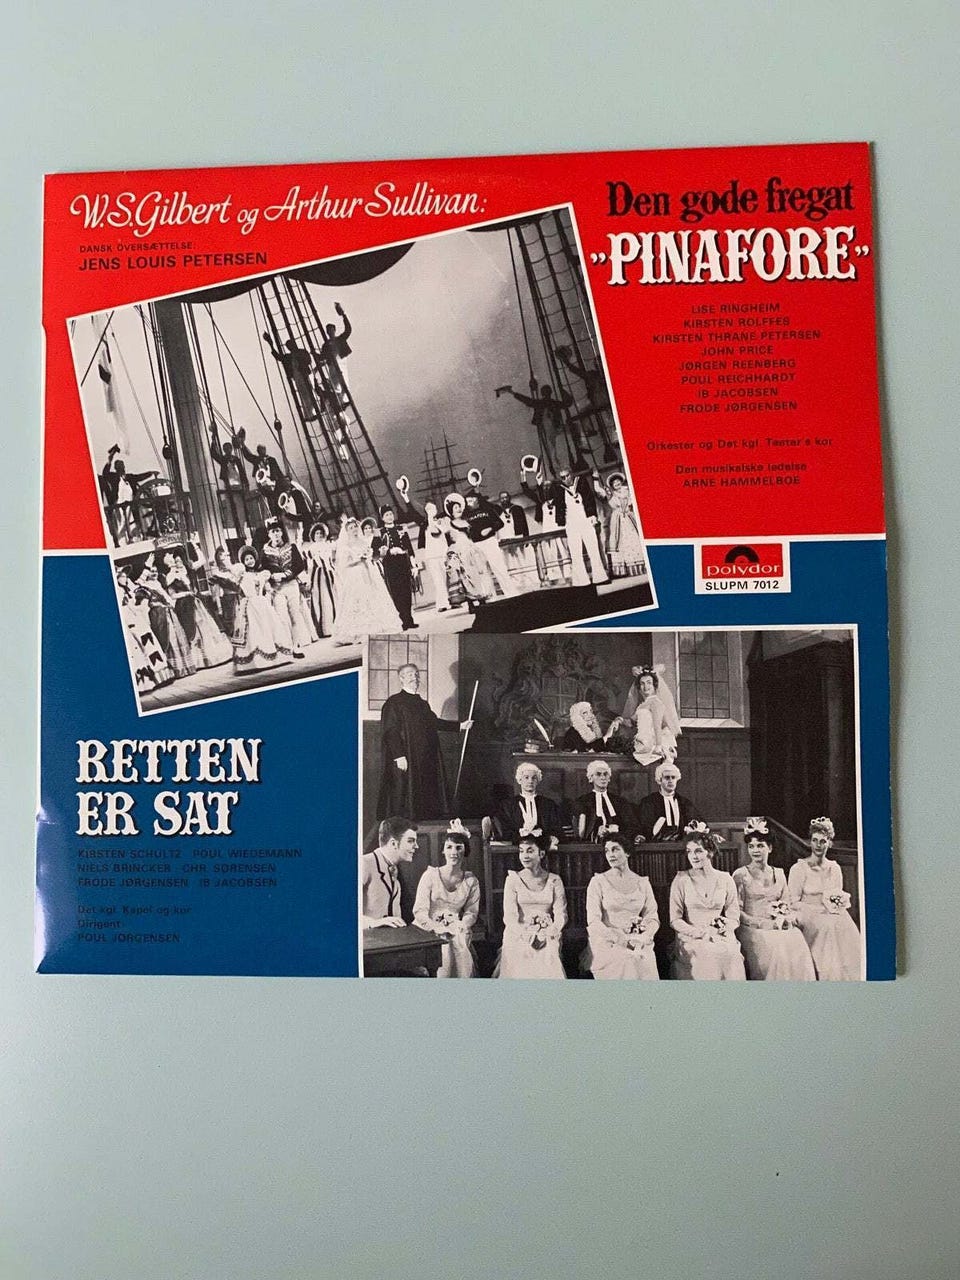 W.S. Gilbert og Arthur Sullivan:
DANSK OVERSÆTTELSE:
JENS LOUIS PETERSEN
Den gode fregat
„PINAFORE”
LISE RINGHEIM
KIRSTEN ROLFFES
KIRSTEN THRANE PETERSEN
JOHN PRICE
JØRGEN REENBERG
POUL REICHHARDT
IB JACOBSEN
FRODE JØRGENSEN
Orkester og Det kgl. Teater's kor
Den musikalske ledelse
ARNE HAMMELBOE
polydor
SLUPM 7012
RETTEN
ER SAT
KIRSTEN SCHULTZ POUL WIEDEMANN
NIELS BRINCKER CHR. SØRENSEN
FRODE JØRGENSEN IB JACOBSEN
Det kgl. Kapel og kor
Dirigent:
POUL JØRGENSEN